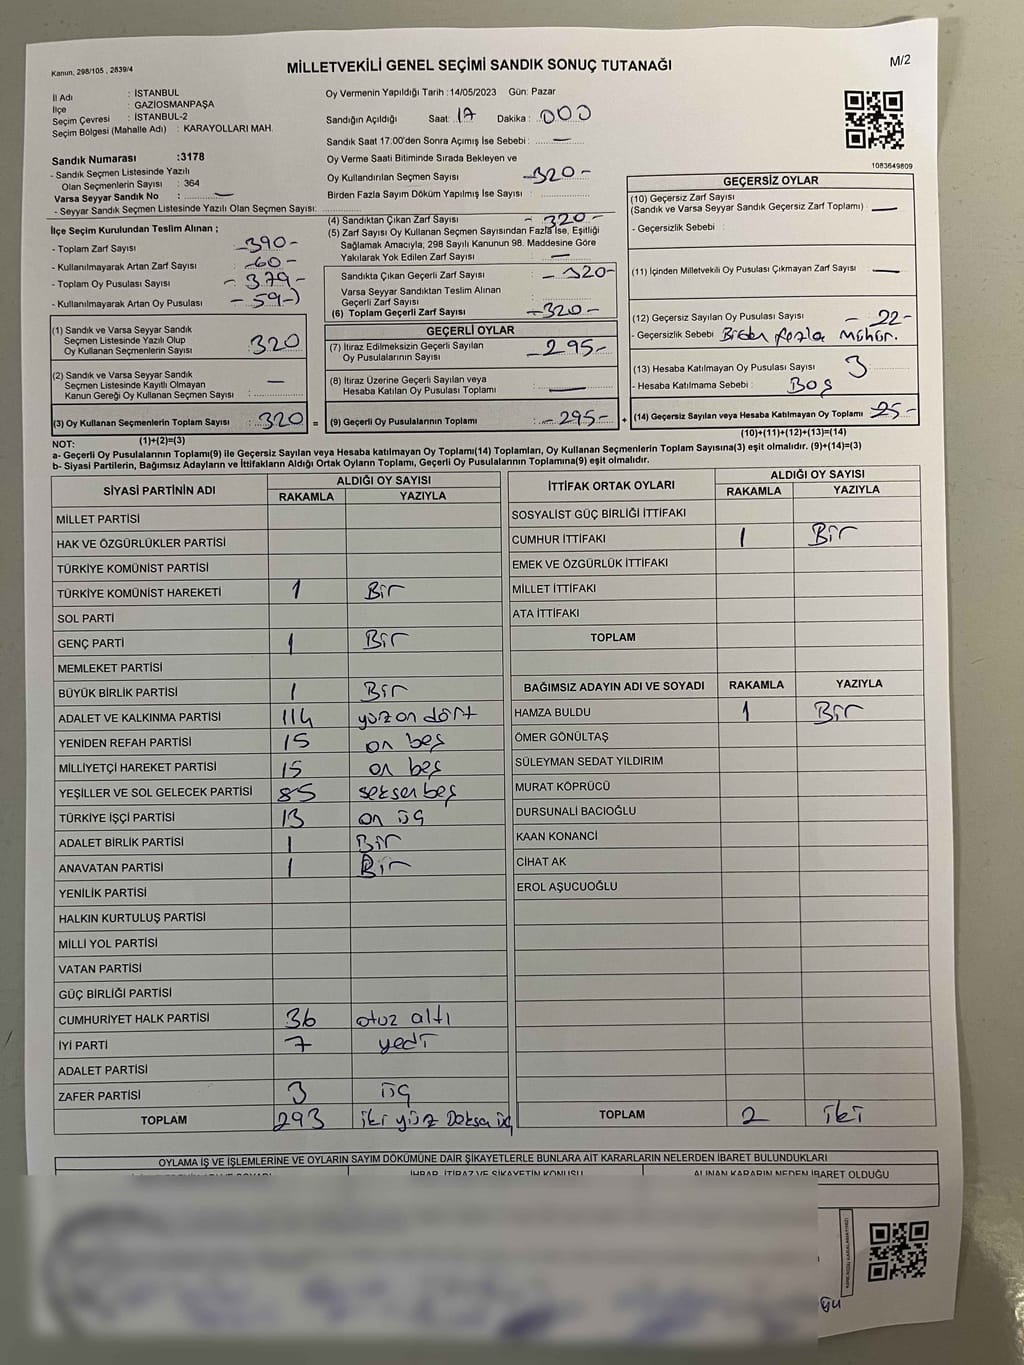 Kanun, 298/105 , 2839/4
MİLLETVEKİLİ GENEL SEÇİMİ SANDIK SONUÇ TUTANAĞI
M/2
İl Adı : İSTANBUL
İlçe : GAZİOSMANPAŞA
Seçim Çevresi : İSTANBUL-2
Seçim Bölgesi (Mahalle Adı) : KARAYOLLARI MAH.
Sandık Numarası :3178
- Sandık Seçmen Listesinde Yazılı
Olan Seçmenlerin Sayısı : 364
Varsa Seyyar Sandık No : —
- Seyyar Sandık Seçmen Listesinde Yazılı Olan Seçmen Sayısı:
İlçe Seçim Kurulundan Teslim Alınan ;
- Toplam Zarf Sayısı -390-
- Kullanılmayarak Artan Zarf Sayısı -60-
- Toplam Oy Pusulası Sayısı - 379-
- Kullanılmayarak Artan Oy Pusulası - 59-
(1) Sandık ve Varsa Seyyar Sandık
Seçmen Listesinde Yazılı Olup
Oy Kullanan Seçmenlerin Sayısı : 320
(2) Sandık ve Varsa Seyyar Sandık
Seçmen Listesinde Kayıtlı Olmayan
Kanun Gereği Oy Kullanan Seçmen Sayısı : —
(3) Oy Kullanan Seçmenlerin Toplam Sayısı : 320 =
Oy Vermenin Yapıldığı Tarih :14/05/2023 Gün: Pazar
Sandığın Açıldığı Saat: 17 Dakika : 000
Sandık Saat 17.00'den Sonra Açımış İse Sebebi : —
Oy Verme Saati Bitiminde Sırada Bekleyen ve
Oy Kullandırılan Seçmen Sayısı -320-
Birden Fazla Sayım Döküm Yapılmış İse Sayısı :
(4) Sandıktan Çıkan Zarf Sayısı - 320 -
(5) Zarf Sayısı Oy Kullanan Seçmen Sayısından Fazla İse, Eşitliği
Sağlamak Amacıyla, 298 Sayılı Kanunun 98. Maddesine Göre
Yakılarak Yok Edilen Zarf Sayısı : —
Sandıkta Çıkan Geçerli Zarf Sayısı - 320-
Varsa Seyyar Sandıktan Teslim Alınan
Geçerli Zarf Sayısı :
(6) Toplam Geçerli Zarf Sayısı -320-
GEÇERLİ OYLAR
(7) İtiraz Edilmeksizin Geçerli Sayılan
Oy Pusulalarının Sayısı -295-
(8) İtiraz Üzerine Geçerli Sayılan veya
Hesaba Katılan Oy Pusulası Toplamı : —
(9) Geçerli Oy Pusulalarının Toplamı : -295- +
1083649809
GEÇERSİZ OYLAR
(10) Geçersiz Zarf Sayısı
(Sandık ve Varsa Seyyar Sandık Geçersiz Zarf Toplamı) : —
- Geçersizlik Sebebi :
(11) İçinden Milletvekili Oy Pusulası Çıkmayan Zarf Sayısı : —
(12) Geçersiz Sayılan Oy Pusulası Sayısı - 22-
- Geçersizlik Sebebi : Birden fazla mühür.
(13) Hesaba Katılmayan Oy Pusulası Sayısı 3
- Hesaba Katılmama Sebebi : Boş
(14) Geçersiz Sayılan veya Hesaba Katılmayan Oy Toplamı 25-
NOT: (1)+(2)=(3)
(10)+(11)+(12)+(13)=(14)
a- Geçerli Oy Pusulasının Toplamı(9) ile Geçersiz Sayılan veya Hesaba katılmayan Oy Toplamı(14) Toplamları, Oy Kullanan Seçmenlerin Toplam Sayısına(3) eşit olmalıdır. (9)+(14)=(3)
b- Siyasi Partilerin, Bağımsız Adayların ve İttifakların Aldığı Ortak Oyların Toplamı, Geçerli Oy Pusulasının Toplamına(9) eşit olmalıdır.
SİYASİ PARTİNİN ADI ALDIĞI OY SAYISI
RAKAMLA YAZIYLA
MİLLET PARTİSİ
HAK VE ÖZGÜRLÜKLER PARTİSİ
TÜRKİYE KOMÜNİST PARTİSİ
TÜRKİYE KOMÜNİST HAREKETİ 1 Bir
SOL PARTİ
GENÇ PARTİ 1 Bir
MEMLEKET PARTİSİ
BÜYÜK BİRLİK PARTİSİ 1 Bir
ADALET VE KALKINMA PARTİSİ 114 yüz on dört
YENİDEN REFAH PARTİSİ 15 on beş
MİLLİYETÇİ HAREKET PARTİSİ 15 on beş
YEŞİLLER VE SOL GELECEK PARTİSİ 85 seksen beş
TÜRKİYE İŞÇİ PARTİSİ 13 on üç
ADALET BİRLİK PARTİSİ 1 Bir
ANAVATAN PARTİSİ 1 Bir
YENİLİK PARTİSİ
HALKIN KURTULUŞ PARTİSİ
MİLLİ YOL PARTİSİ
VATAN PARTİSİ
GÜÇ BİRLİĞİ PARTİSİ
CUMHURİYET HALK PARTİSİ 36 otuz altı
İYİ PARTİ 7 yedi
ADALET PARTİSİ
ZAFER PARTİSİ 3 üç
TOPLAM 293 iki yüz Doksa üç
İTTİFAK ORTAK OYLARI ALDIĞI OY SAYISI
RAKAMLA YAZIYLA
SOSYALİST GÜÇ BİRLİĞİ İTTİFAKI
CUMHUR İTTİFAKI 1 Bir
EMEK VE ÖZGÜRLÜK İTTİFAKI
MİLLET İTTİFAKI
ATA İTTİFAKI
TOPLAM
BAĞIMSIZ ADAYIN ADI VE SOYADI RAKAMLA YAZIYLA
HAMZA BULDU 1 Bir
ÖMER GÖNÜLTAŞ
SÜLEYMAN SEDAT YILDIRIM
MURAT KÖPRÜCÜ
DURSUNALİ BACIOĞLU
KAAN KONANCİ
CİHAT AK
EROL AŞUCUOĞLU
TOPLAM 2 iki
OYLAMA İŞ VE İŞLEMLERİNE VE OYLARIN SAYIM DÖKÜMÜNE DAİR ŞİKAYETLERLE BUNLARA AİT KARARLARIN NELERDEN İBARET BULUNDUKLARI
İHBAR, İTİRAZ VE ŞİKAYETİN KONUSU ALINAN KARARIN NEDEN İBARET OLDUĞU